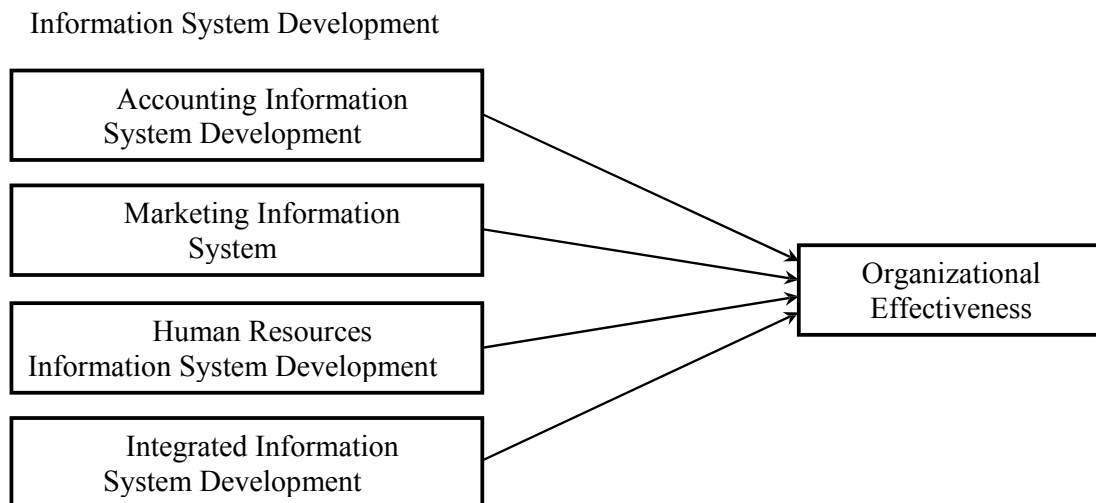 Information System Development
Accounting Information
System Development
Marketing Information
System
Human Resources
Information System Development
Integrated Information
System Development
Organizational
Effectiveness